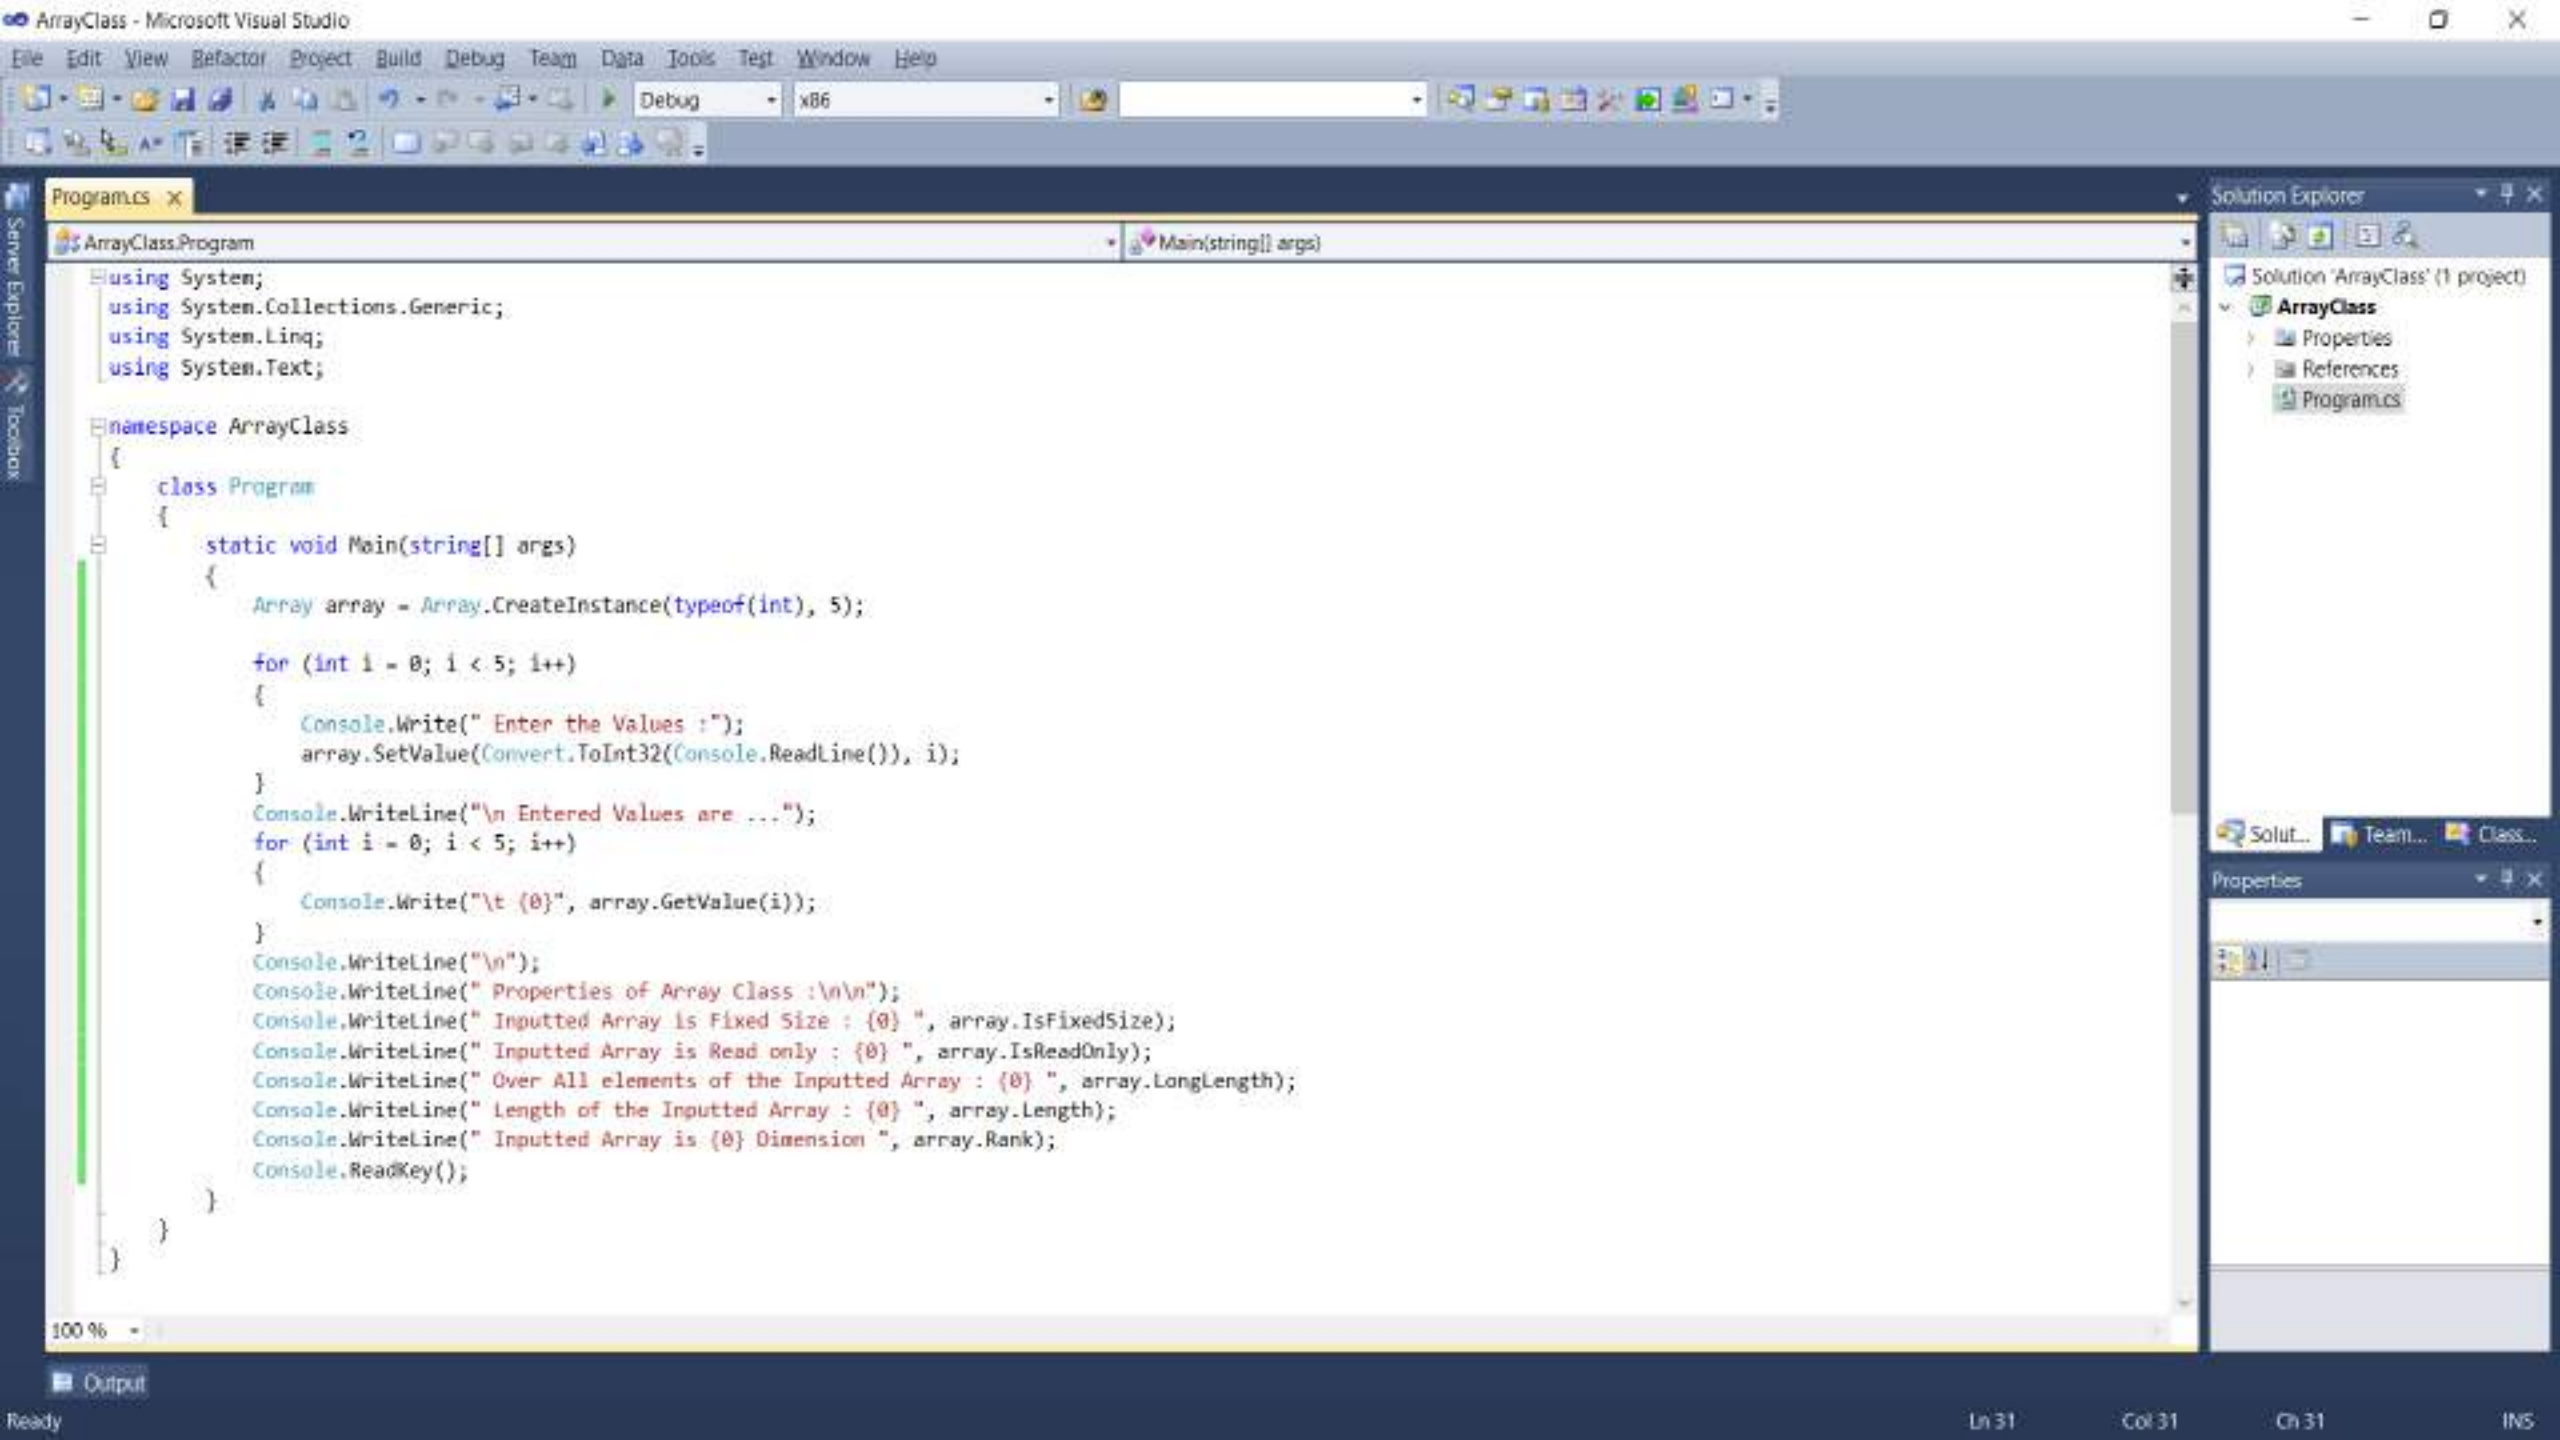 ArrayClass - Microsoft Visual Studio
File Edit View Refactor Project Build Debug Team Data Tools Test Window Help
Debug x86
Program.cs
ArrayClass.Program Main(string[] args)
using System;
using System.Collections.Generic;
using System.Linq;
using System.Text;
namespace ArrayClass
{
class Program
{
static void Main(string[] args)
{
Array array = Array.CreateInstance(typeof(int), 5);
for (int i = 0; i < 5; i++)
{
Console.Write(" Enter the Values :");
array.SetValue(Convert.ToInt32(Console.ReadLine()), i);
}
Console.WriteLine("\n Entered Values are ...");
for (int i = 0; i < 5; i++)
{
Console.Write("\t {0}", array.GetValue(i));
}
Console.WriteLine("\n");
Console.WriteLine(" Properties of Array Class :\n\n");
Console.WriteLine(" Inputted Array is Fixed Size : {0} ", array.IsFixedSize);
Console.WriteLine(" Inputted Array is Read only : {0} ", array.IsReadOnly);
Console.WriteLine(" Over All elements of the Inputted Array : {0} ", array.LongLength);
Console.WriteLine(" Length of the Inputted Array : {0} ", array.Length);
Console.WriteLine(" Inputted Array is {0} Dimension ", array.Rank);
Console.ReadKey();
}
}
}
100 %
Server Explorer
Toolbox
Solution Explorer
Solution 'ArrayClass' (1 project)
ArrayClass
Properties
References
Program.cs
Solut... Team... Class...
Properties
Output
Ready Ln 31 Col 31 Ch 31 INS